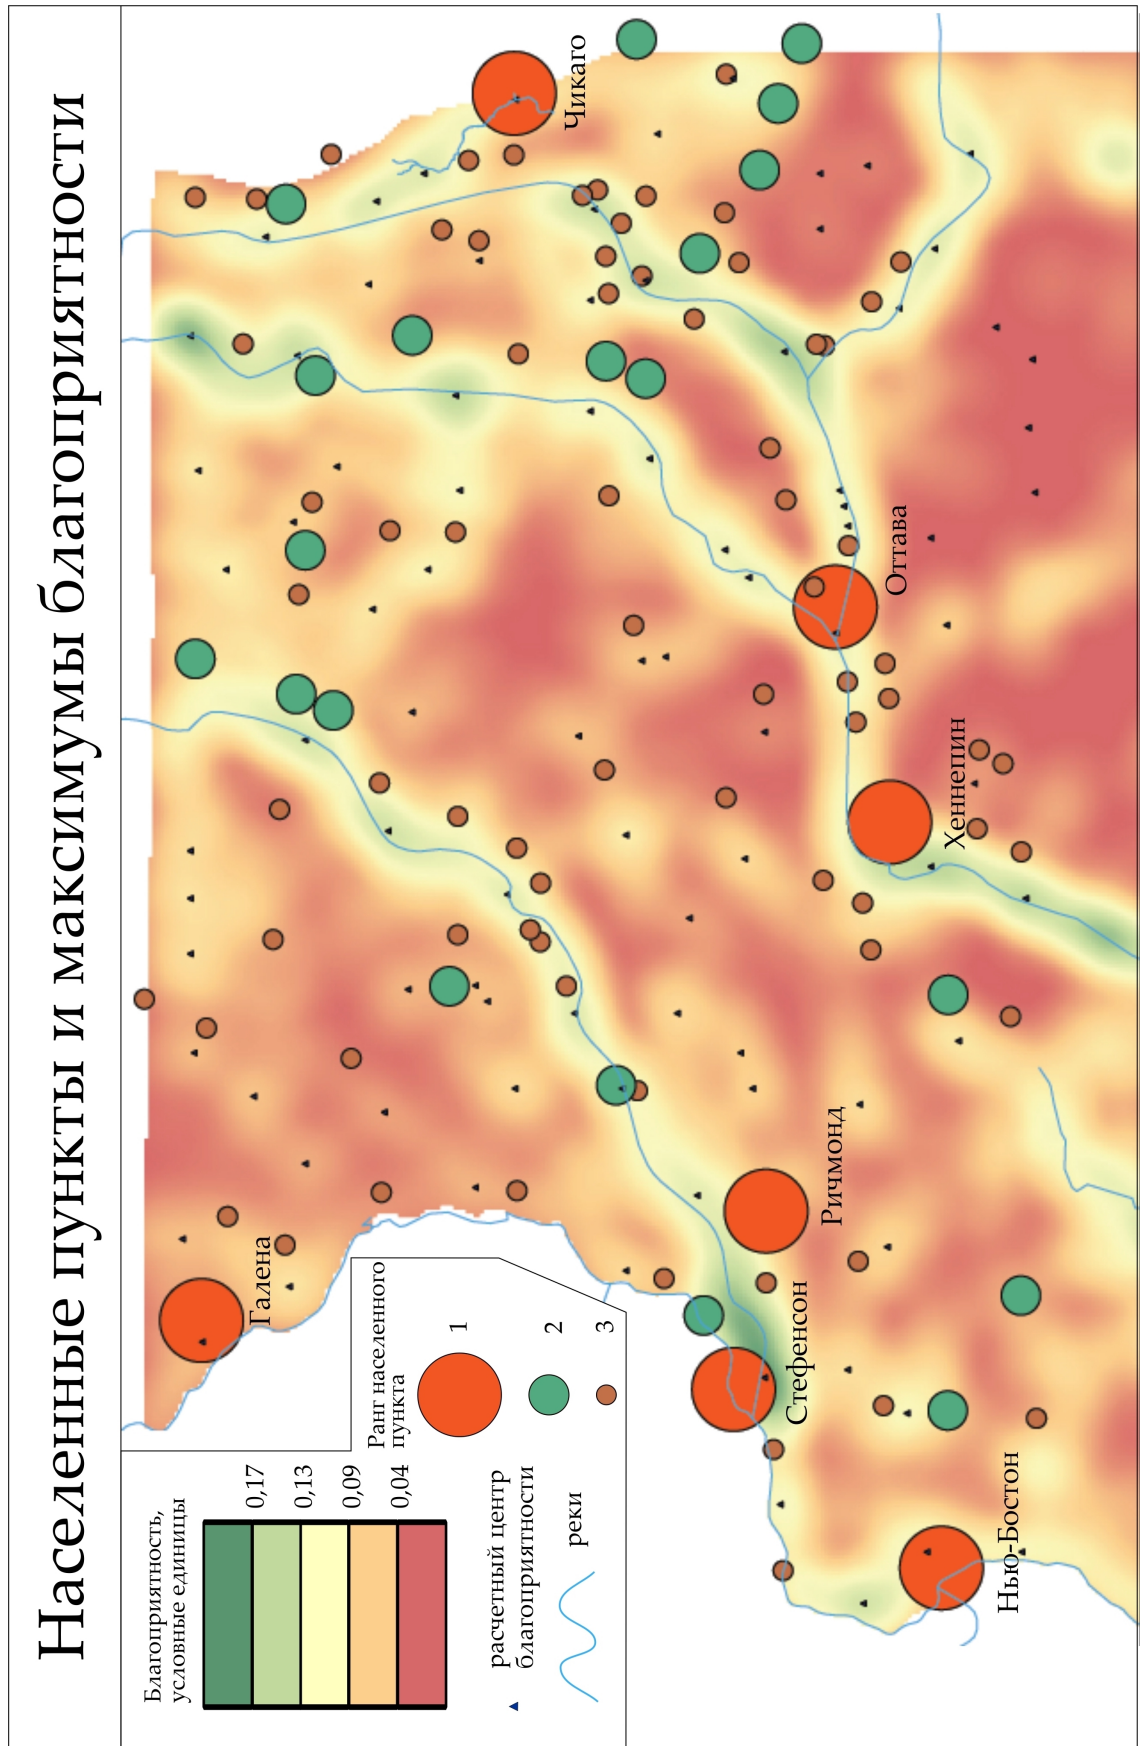 Населенные пункты и максимумы благоприятности
Благоприятность,
условные единицы
0,17
0,13
0,09
0,04
расчетный центр
благоприятности
реки
Ранг населенного
пункта
1
2
3
Галена
Чикаго
Стефенсон
Ричмонд
Оттава
Хеннепин
Нью-Бостон